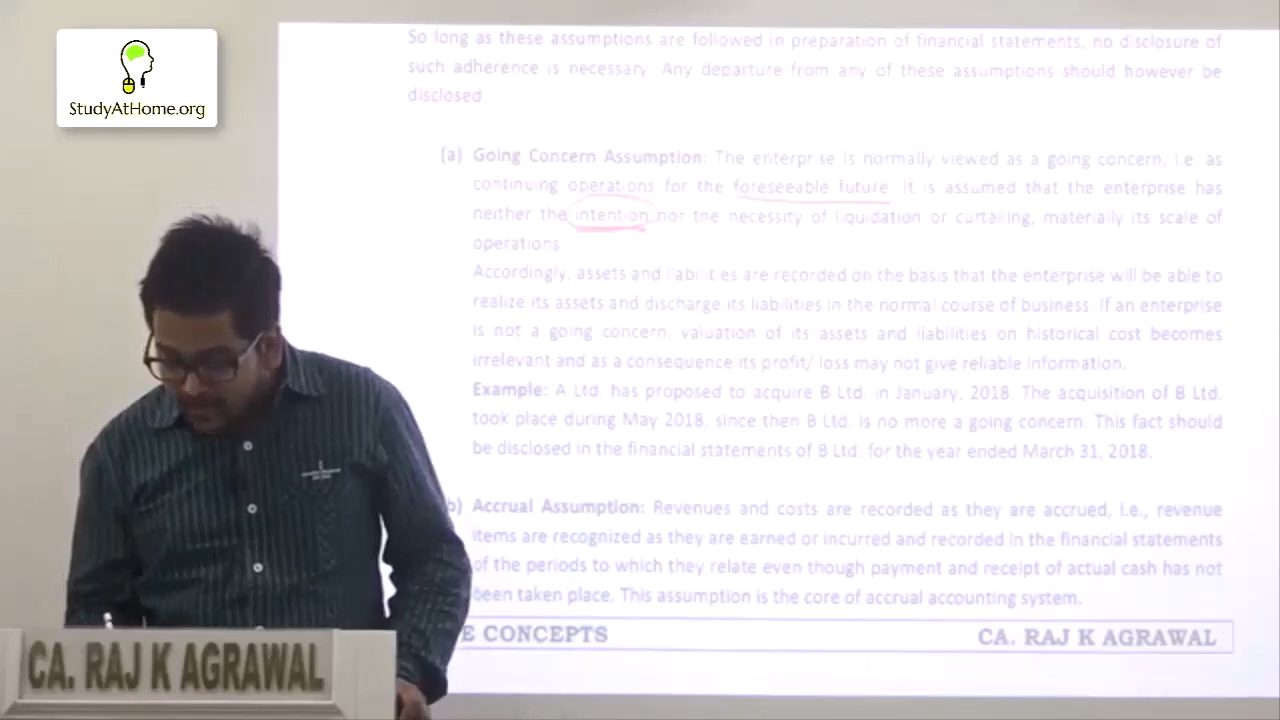 StudyAtHome.org
So long as these assumptions are followed in preparation of financial statements, no disclosure of
such adherence is necessary. Any departure from any of these assumptions should however be
disclosed.
(a) Going Concern Assumption: The enterprise is normally viewed as a going concern, i.e. as
continuing operations for the foreseeable future. It is assumed that the enterprise has
neither the intention nor the necessity of liquidation or curtailing, materially its scale of
operations
Accordingly, assets and liabilities are recorded on the basis that the enterprise will be able to
realize its assets and discharge its liabilities in the normal course of business. If an enterprise
is not a going concern, valuation of its assets and liabilities on historical cost becomes
irrelevant and as a consequence its profit/ loss may not give reliable information.
Example: A Ltd. has proposed to acquire B Ltd. in January, 2018. The acquisition of B Ltd.
took place during May 2018, since then B Ltd. is no more a going concern. This fact should
be disclosed in the financial statements of B Ltd. for the year ended March 31, 2018.
b) Accrual Assumption: Revenues and costs are recorded as they are accrued, i.e., revenue
items are recognized as they are earned or incurred and recorded in the financial statements
of the periods to which they relate even though payment and receipt of actual cash has not
been taken place. This assumption is the core of accrual accounting system.
E CONCEPTS CA. RAJ K AGRAWAL
CA. RAJ K AGRAWAL